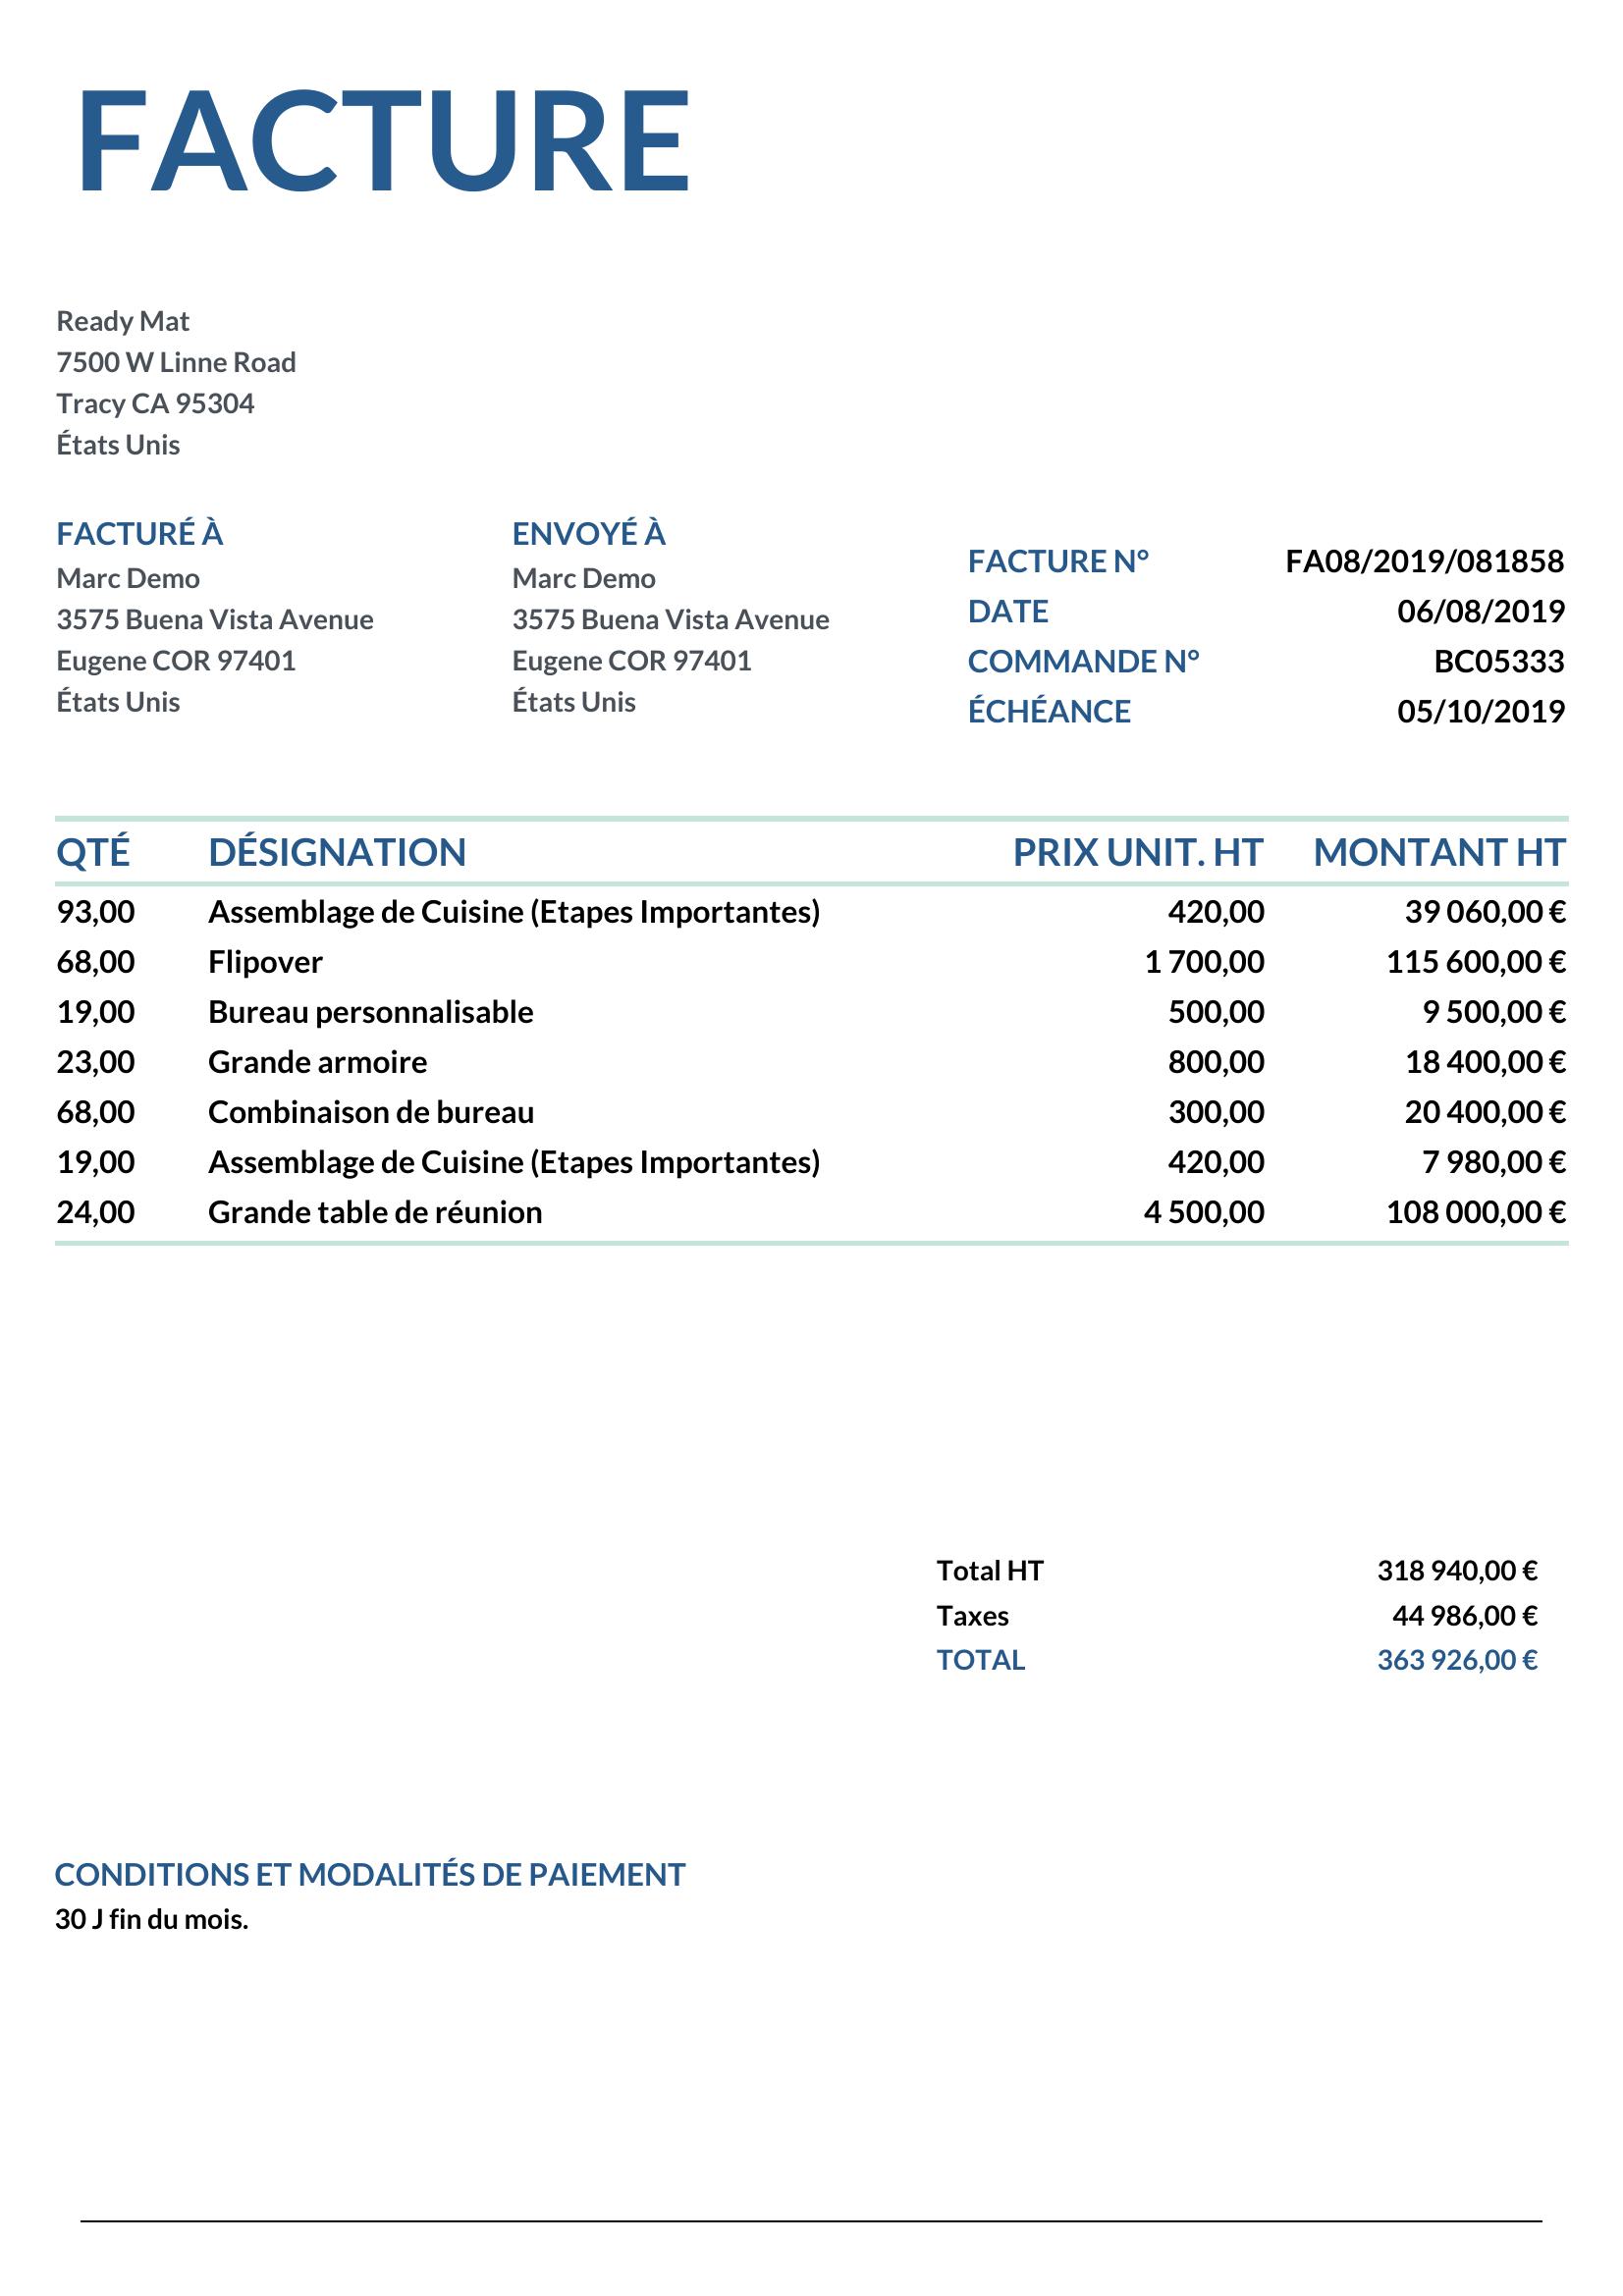 FACTURE
Ready Mat
7500 W Linne Road
Tracy CA 95304
États Unis
FACTURÉ À
Marc Demo
3575 Buena Vista Avenue
Eugene COR 97401
États Unis
ENVOYÉ À
Marc Demo
3575 Buena Vista Avenue
Eugene COR 97401
États Unis
FACTURE N° FA08/2019/081858
DATE 06/08/2019
COMMANDE N° BC05333
ÉCHÉANCE 05/10/2019
QTÉ DÉSIGNATION PRIX UNIT. HT MONTANT HT
93,00 Assemblage de Cuisine (Etapes Importantes) 420,00 39 060,00 €
68,00 Flipover 1 700,00 115 600,00 €
19,00 Bureau personnalisable 500,00 9 500,00 €
23,00 Grande armoire 800,00 18 400,00 €
68,00 Combinaison de bureau 300,00 20 400,00 €
19,00 Assemblage de Cuisine (Etapes Importantes) 420,00 7 980,00 €
24,00 Grande table de réunion 4 500,00 108 000,00 €
Total HT 318 940,00 €
Taxes 44 986,00 €
TOTAL 363 926,00 €
CONDITIONS ET MODALITÉS DE PAIEMENT
30 J fin du mois.